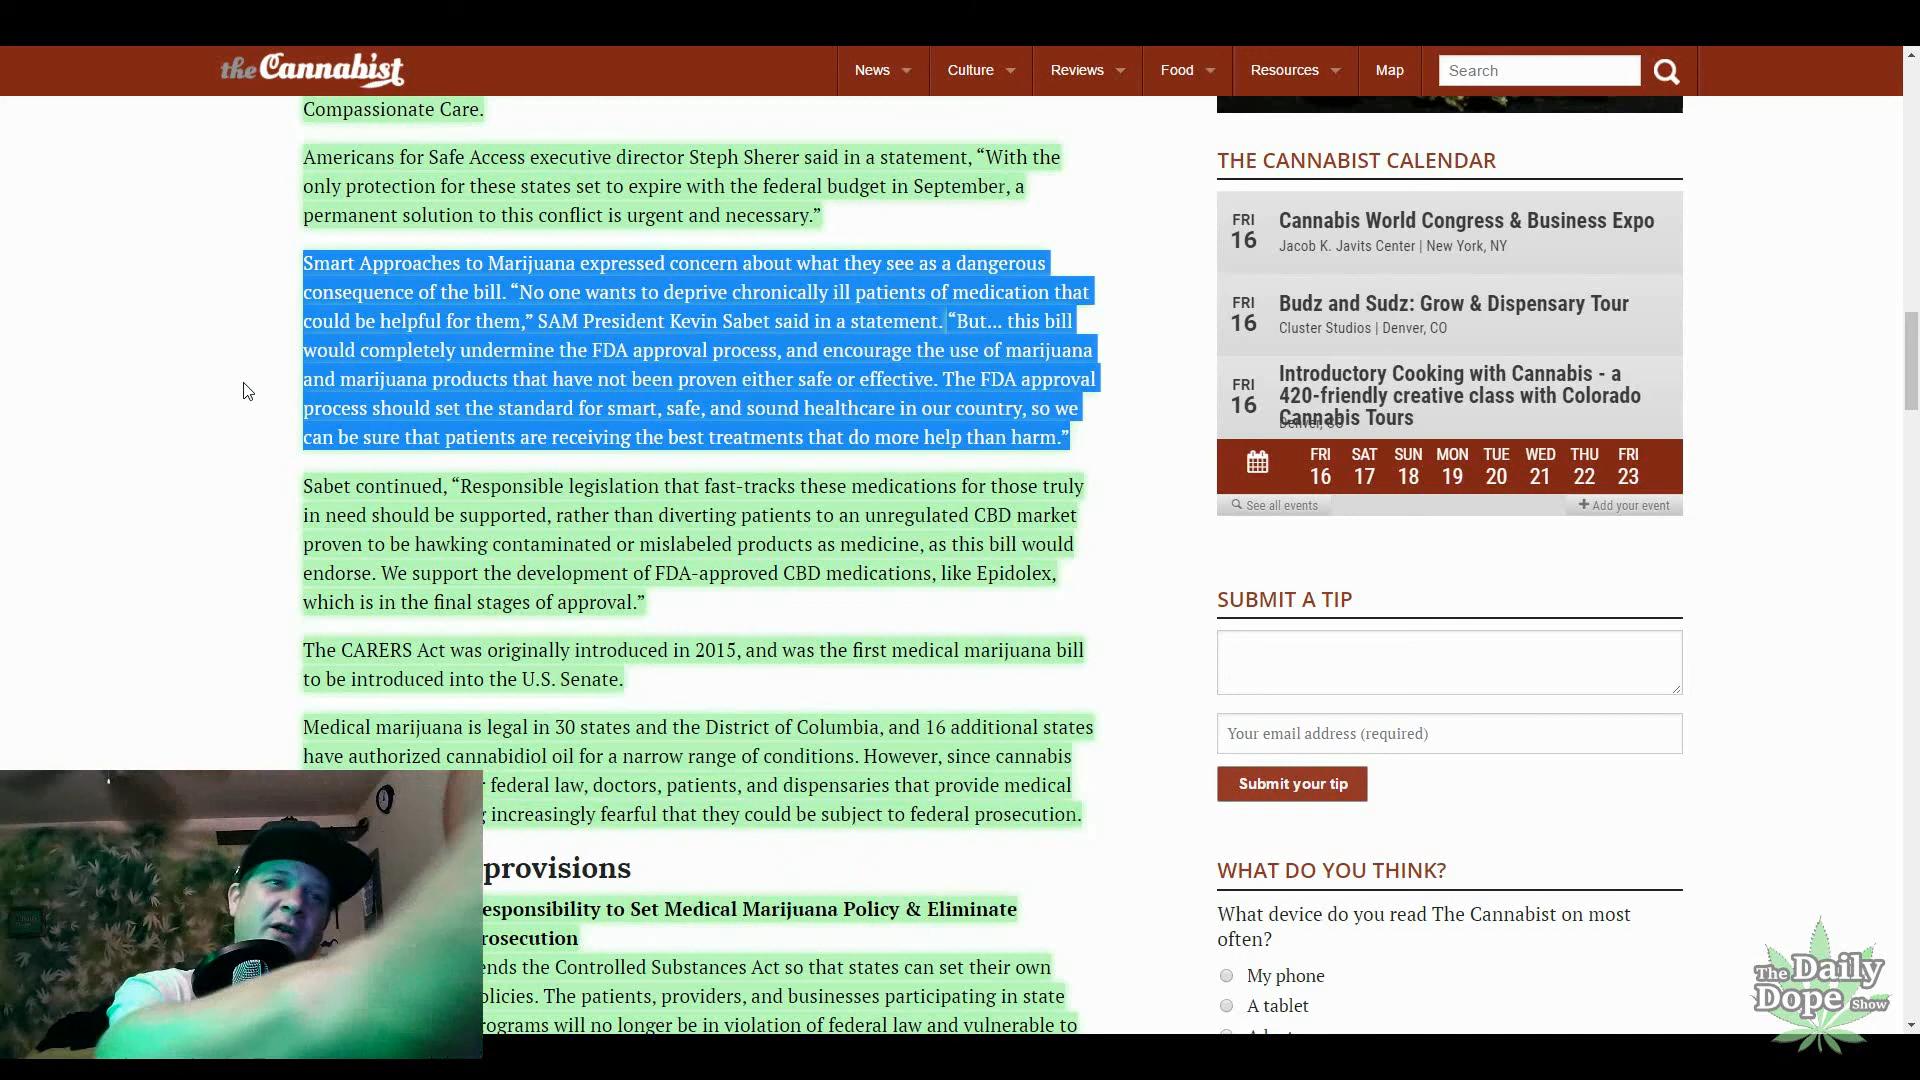 the Cannabist
News
Culture
Reviews
Food
Resources
Map
Search
Compassionate Care.
Americans for Safe Access executive director Steph Sherer said in a statement, “With the
only protection for these states set to expire with the federal budget in September, a
permanent solution to this conflict is urgent and necessary.”
Smart Approaches to Marijuana expressed concern about what they see as a dangerous
consequence of the bill. “No one wants to deprive chronically ill patients of medication that
could be helpful for them,” SAM President Kevin Sabet said in a statement. “But... this bill
would completely undermine the FDA approval process, and encourage the use of marijuana
and marijuana products that have not been proven either safe or effective. The FDA approval
process should set the standard for smart, safe, and sound healthcare in our country, so we
can be sure that patients are receiving the best treatments that do more help than harm.”
Sabet continued, “Responsible legislation that fast-tracks these medications for those truly
in need should be supported, rather than diverting patients to an unregulated CBD market
proven to be hawking contaminated or mislabeled products as medicine, as this bill would
endorse. We support the development of FDA-approved CBD medications, like Epidolex,
which is in the final stages of approval.”
The CARERS Act was originally introduced in 2015, and was the first medical marijuana bill
to be introduced into the U.S. Senate.
Medical marijuana is legal in 30 states and the District of Columbia, and 16 additional states
have authorized cannabidiol oil for a narrow range of conditions. However, since cannabis
federal law, doctors, patients, and dispensaries that provide medical
increasingly fearful that they could be subject to federal prosecution.
provisions
esponsibility to Set Medical Marijuana Policy & Eliminate
rosecution
ends the Controlled Substances Act so that states can set their own
olicies. The patients, providers, and businesses participating in state
rograms will no longer be in violation of federal law and vulnerable to
THE CANNABIST CALENDAR
FRI
16
Cannabis World Congress & Business Expo
Jacob K. Javits Center | New York, NY
FRI
16
Budz and Sudz: Grow & Dispensary Tour
Cluster Studios | Denver, CO
FRI
16
Introductory Cooking with Cannabis - a
420-friendly creative class with Colorado
Cannabis Tours
Denver, CO
FRI SAT SUN MON TUE WED THU FRI
16 17 18 19 20 21 22 23
See all events
Add your event
SUBMIT A TIP
Your email address (required)
Submit your tip
WHAT DO YOU THINK?
What device do you read The Cannabist on most
often?
My phone
A tablet
The Daily
Dope Show